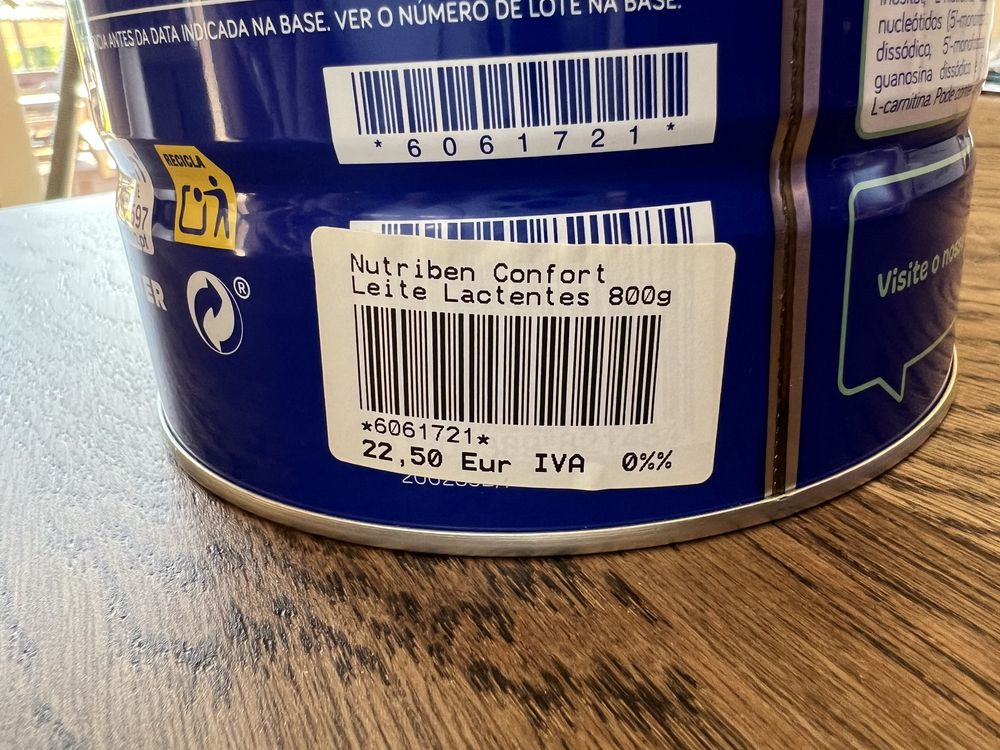 ANTES DA DATA INDICADA NA BASE. VER O NÚMERO DE LOTE NA BASE.
*6061721*
RECICLA
Nutriben Confort
Leite Lactentes 800g
*6061721*
22,50 Eur IVA 0%%
®
nucleótidos
dissódico,
guanosina
L-carnitina. Pode
Visite o